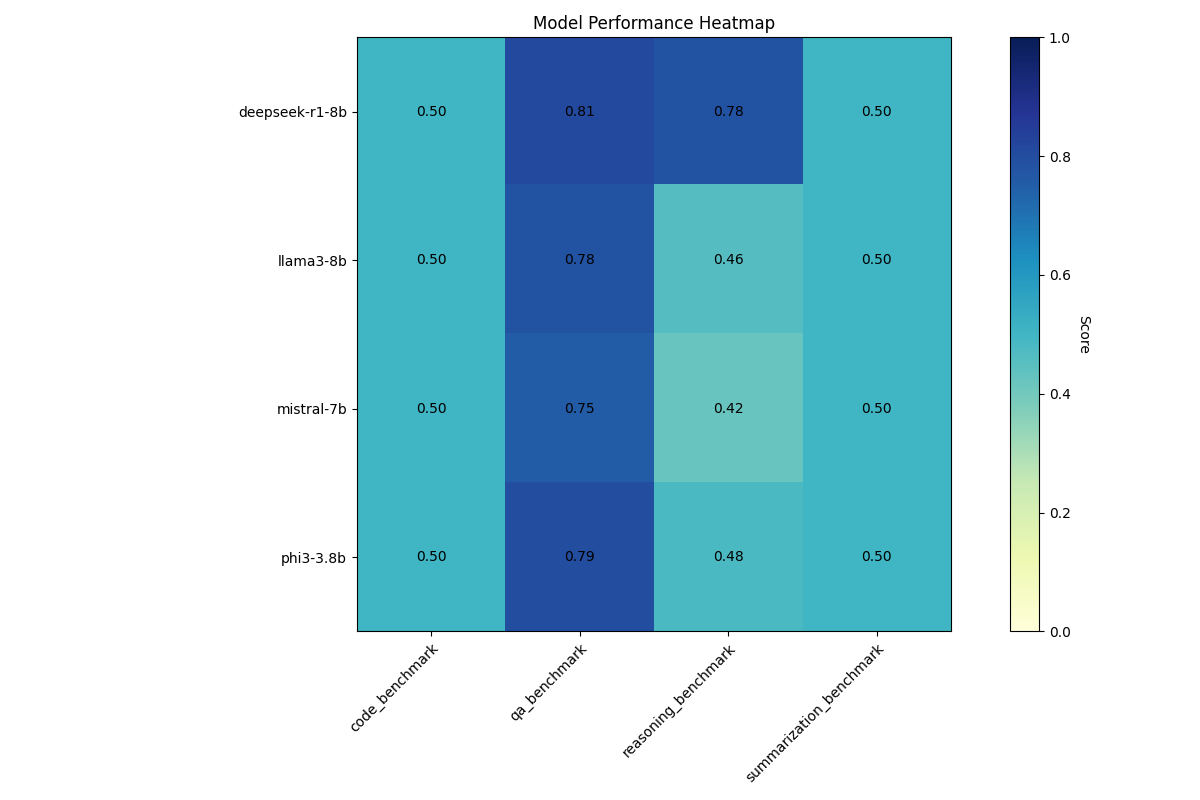 Model Performance Heatmap
deepseek-r1-8b 0.50 0.81 0.78 0.50
llama3-8b 0.50 0.78 0.46 0.50
mistral-7b 0.50 0.75 0.42 0.50
phi3-3.8b 0.50 0.79 0.48 0.50
code_benchmark
qa_benchmark
reasoning_benchmark
summarization_benchmark
1.0
0.8
0.6
0.4
0.2
0.0
Score